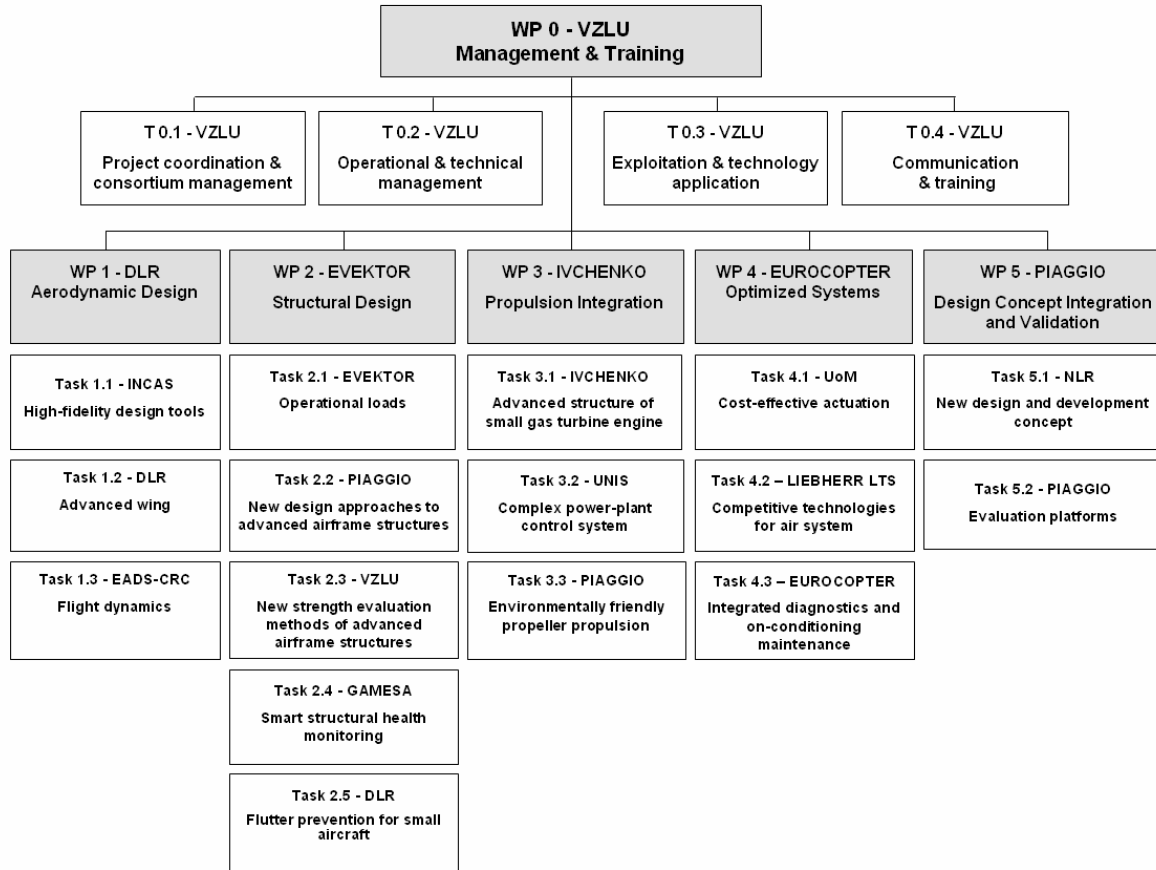 WP 0 - VZLU
Management & Training
T 0.1 - VZLU
Project coordination &
consortium management
T 0.2 - VZLU
Operational & technical
management
T 0.3 - VZLU
Exploitation & technology
application
T 0.4 - VZLU
Communication
& training
WP 1 - DLR
Aerodynamic Design
Task 1.1 - INCAS
High-fidelity design tools
Task 1.2 - DLR
Advanced wing
Task 1.3 - EADS-CRC
Flight dynamics
WP 2 - EVEKTOR
Structural Design
Task 2.1 - EVEKTOR
Operational loads
Task 2.2 - PIAGGIO
New design approaches to
advanced airframe structures
Task 2.3 - VZLU
New strength evaluation
methods of advanced
airframe structures
Task 2.4 - GAMESA
Smart structural health
monitoring
Task 2.5 - DLR
Flutter prevention for small
aircraft
WP 3 - IVCHENKO
Propulsion Integration
Task 3.1 - IVCHENKO
Advanced structure of
small gas turbine engine
Task 3.2 - UNIS
Complex power-plant
control system
Task 3.3 - PIAGGIO
Environmentally friendly
propeller propulsion
WP 4 - EUROCOPTER
Optimized Systems
Task 4.1 - UoM
Cost-effective actuation
Task 4.2 – LIEBHERR LTS
Competitive technologies
for air system
Task 4.3 – EUROCOPTER
Integrated diagnostics and
on-conditioning
maintenance
WP 5 - PIAGGIO
Design Concept Integration
and Validation
Task 5.1 - NLR
New design and development
concept
Task 5.2 - PIAGGIO
Evaluation platforms